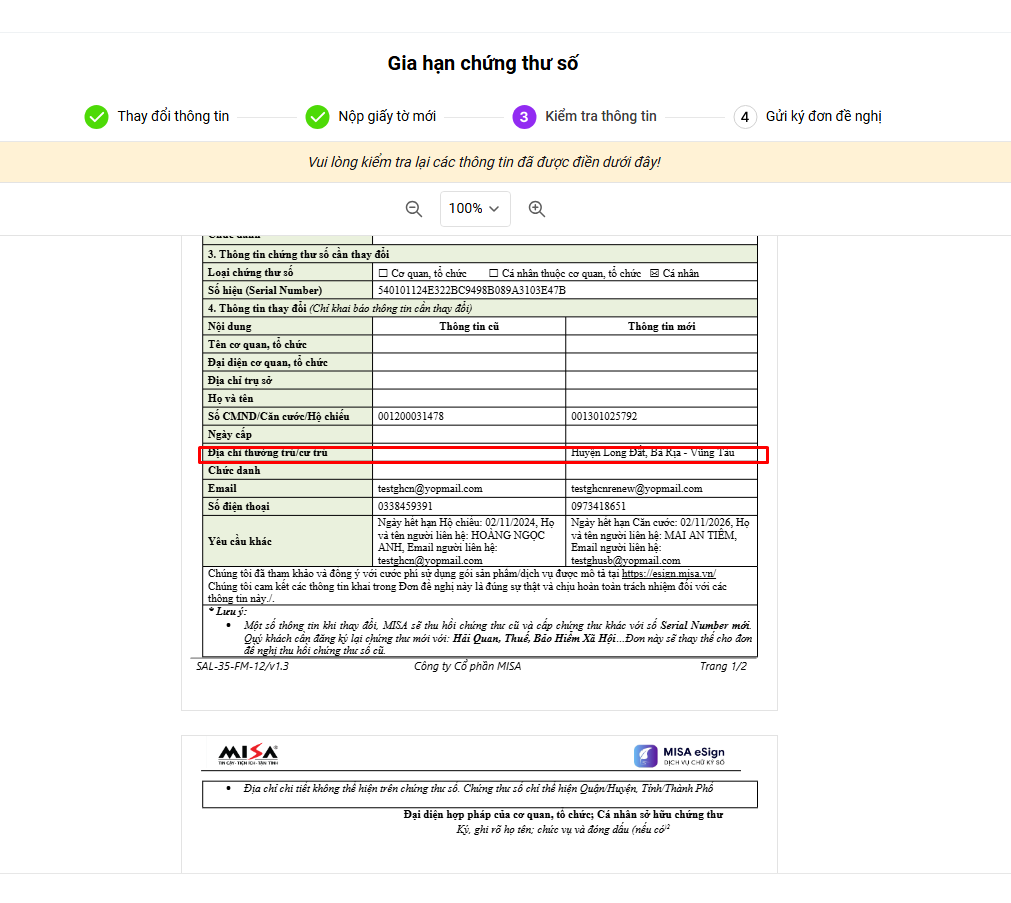 Gia hạn chứng thư số
Thay đổi thông tin
Nộp giấy tờ mới
3 Kiểm tra thông tin
4 Gửi ký đơn đề nghị
Vui lòng kiểm tra lại các thông tin đã được điền dưới đây!
100%
Chức danh
3. Thông tin chứng thư số cần thay đổi
Loại chứng thư số ☐ Cơ quan, tổ chức ☐ Cá nhân thuộc cơ quan, tổ chức ☒ Cá nhân
Số hiệu (Serial Number) 540101124E322BC9498B089A3103E47B
4. Thông tin thay đổi (Chỉ khai báo thông tin cần thay đổi)
Nội dung Thông tin cũ Thông tin mới
Tên cơ quan, tổ chức
Đại diện cơ quan, tổ chức
Địa chỉ trụ sở
Họ và tên
Số CMND/Căn cước/Hộ chiếu 001200031478 001301025792
Ngày cấp
Địa chỉ thường trú/cư trú Huyện Long Đất, Bà Rịa - Vũng Tàu
Chức danh
Email testghcn@yopmail.com testghcnrenew@yopmail.com
Số điện thoại 0338459391 0973418651
Yêu cầu khác
Ngày hết hạn Hộ chiếu: 02/11/2024, Họ
và tên người liên hệ: HOÀNG NGỌC
ANH, Email người liên hệ:
testghcn@yopmail.com
Ngày hết hạn Căn cước: 02/11/2026, Họ
và tên người liên hệ: MAI AN TIÊM,
Email người liên hệ:
testghusb@yopmail.com
Chúng tôi đã tham khảo và đồng ý với cước phí sử dụng gói sản phẩm/dịch vụ được mô tả tại https://esign.misa.vn/
Chúng tôi cam kết các thông tin khai trong Đơn đề nghị này là đúng sự thật và chịu hoàn toàn trách nhiệm đối với các
thông tin này./.
* Lưu ý:
• Một số thông tin khi thay đổi, MISA sẽ thu hồi chứng thư cũ và cấp chứng thư khác với số Serial Number mới.
Quý khách cần đăng ký lại chứng thư mới với: Hải Quan, Thuế, Bảo Hiểm Xã Hội...Đơn này sẽ thay thế cho đơn
đề nghị thu hồi chứng thư số cũ.
SAL-35-FM-12/v1.3 Công ty Cổ phần MISA Trang 1/2
MISA
TIN CẬY - TIỆN ÍCH - TẬN TÌNH
MISA eSign
DỊCH VỤ CHỮ KÝ SỐ
• Địa chỉ chi tiết không thể hiện trên chứng thư số. Chứng thư số chỉ thể hiện Quận/Huyện, Tỉnh/Thành Phố
Đại diện hợp pháp của cơ quan, tổ chức; Cá nhân sở hữu chứng thư
Ký, ghi rõ họ tên; chức vụ và đóng dấu (nếu có)²